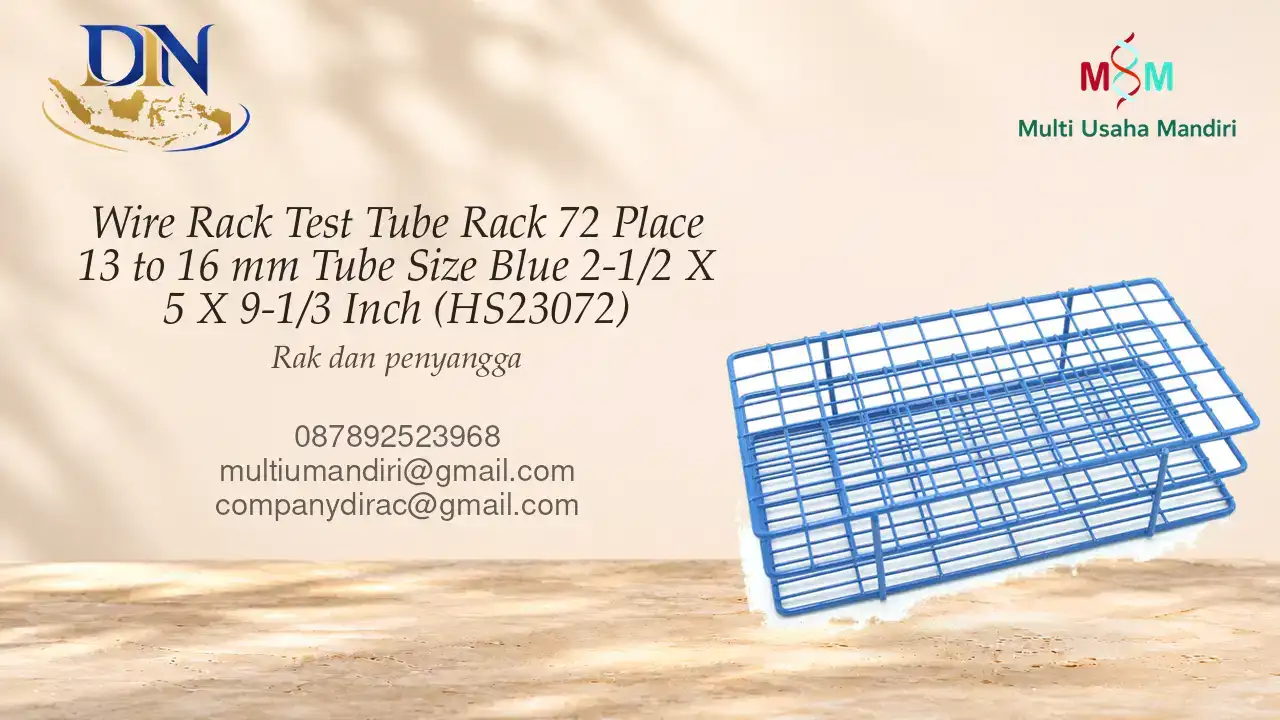 DIN
MSM
Multi Usaha Mandiri
Wire Rack Test Tube Rack 72 Place
13 to 16 mm Tube Size Blue 2-1/2 X
5 X 9-1/3 Inch (HS23072)
Rak dan penyangga
087892523968
multiumandiri@gmail.com
companydirac@gmail.com